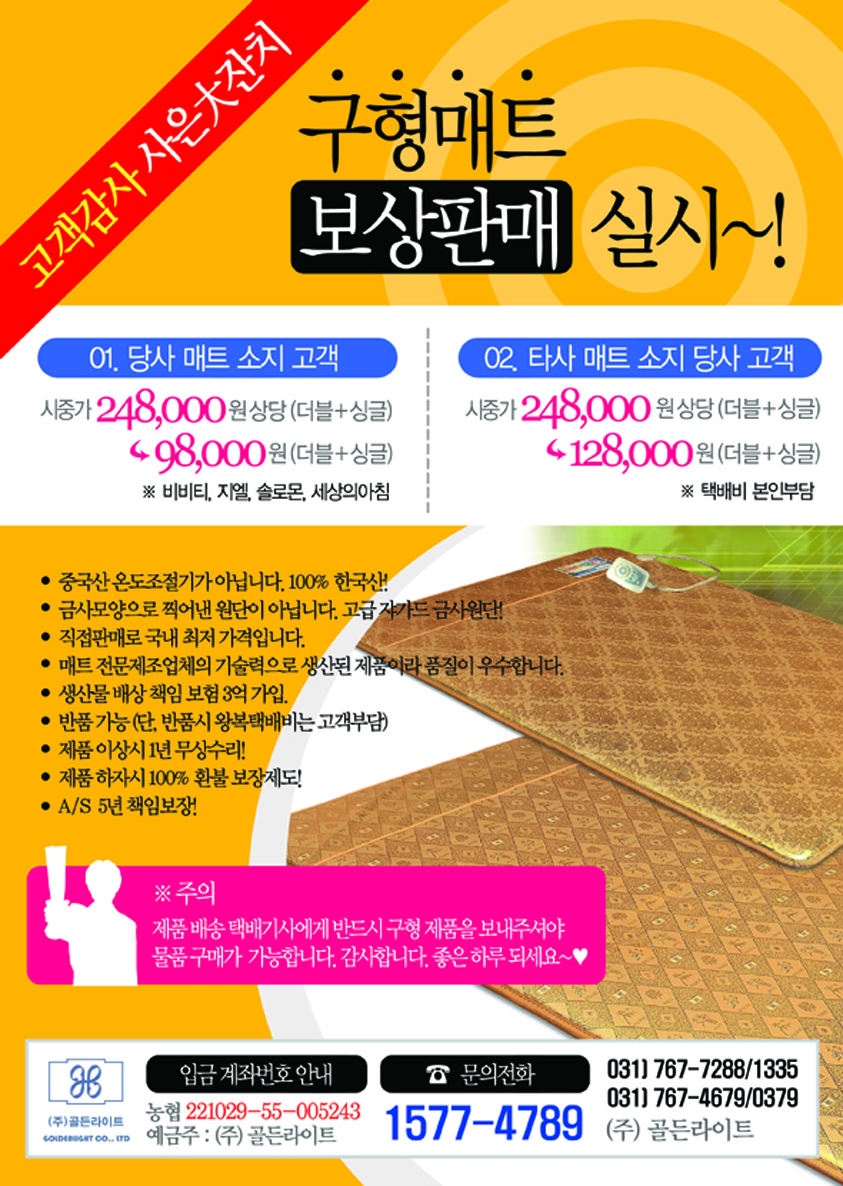 고객감사 사은大잔치
구형매트
보상판매 실시~!
01. 당사 매트 소지 고객
시중가 248,000원상당(더블+싱글)
98,000원(더블+싱글)
※ 비비티, 지엘, 솔로몬, 세상의아침
02. 타사 매트 소지 당사 고객
시중가 248,000원상당(더블+싱글)
128,000원(더블+싱글)
※ 택배비 본인부담
• 중국산 온도조절기가 아닙니다. 100% 한국산!
• 금사모양으로 찍어낸 원단이 아닙니다. 고급 자가드 금사원단!
• 직접판매로 국내 최저 가격입니다.
• 매트 전문제조업체의 기술력으로 생산된 제품이라 품질이 우수합니다.
• 생산물 배상 책임 보험 3억 가입.
• 반품 가능 (단, 반품시 왕복택배비는 고객부담)
• 제품 이상시 1년 무상수리!
• 제품 하자시 100% 환불 보장제도!
• A/S 5년 책임보장!
※ 주의
제품 배송 택배기사에게 반드시 구형 제품을 보내주셔야
물품 구매가 가능합니다. 감사합니다. 좋은 하루 되세요~♥
(주)골든라이트
GOLDENLIGHT CO., LTD
입금 계좌번호 안내
농협 221029-55-005243
예금주 : (주) 골든라이트
☎ 문의전화
1577-4789
031) 767-7288/1335
031) 767-4679/0379
(주) 골든라이트